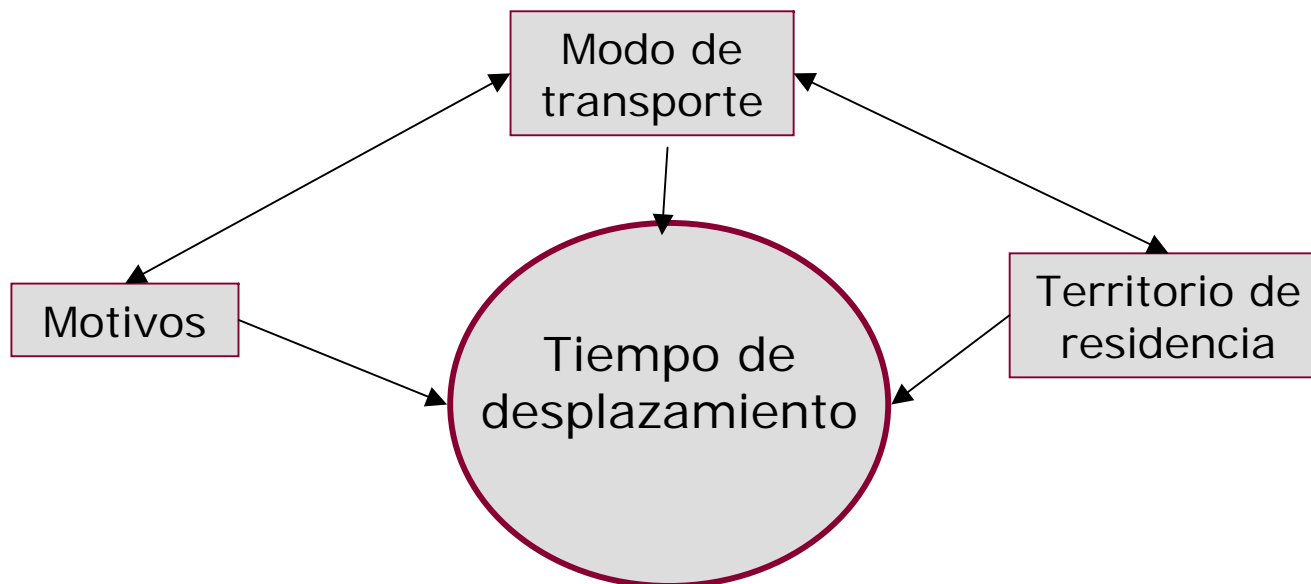 Modo de
transporte
Motivos
Territorio de
residencia
Tiempo de
desplazamiento